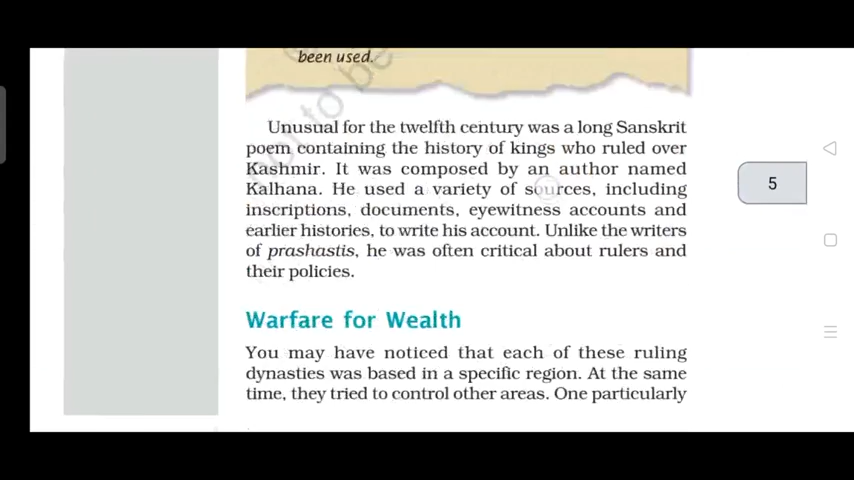 been used.
Unusual for the twelfth century was a long Sanskrit
poem containing the history of kings who ruled over
Kashmir. It was composed by an author named
Kalhana. He used a variety of sources, including
inscriptions, documents, eyewitness accounts and
earlier histories, to write his account. Unlike the writers
of prashastis, he was often critical about rulers and
their policies.
5
Warfare for Wealth
You may have noticed that each of these ruling
dynasties was based in a specific region. At the same
time, they tried to control other areas. One particularly